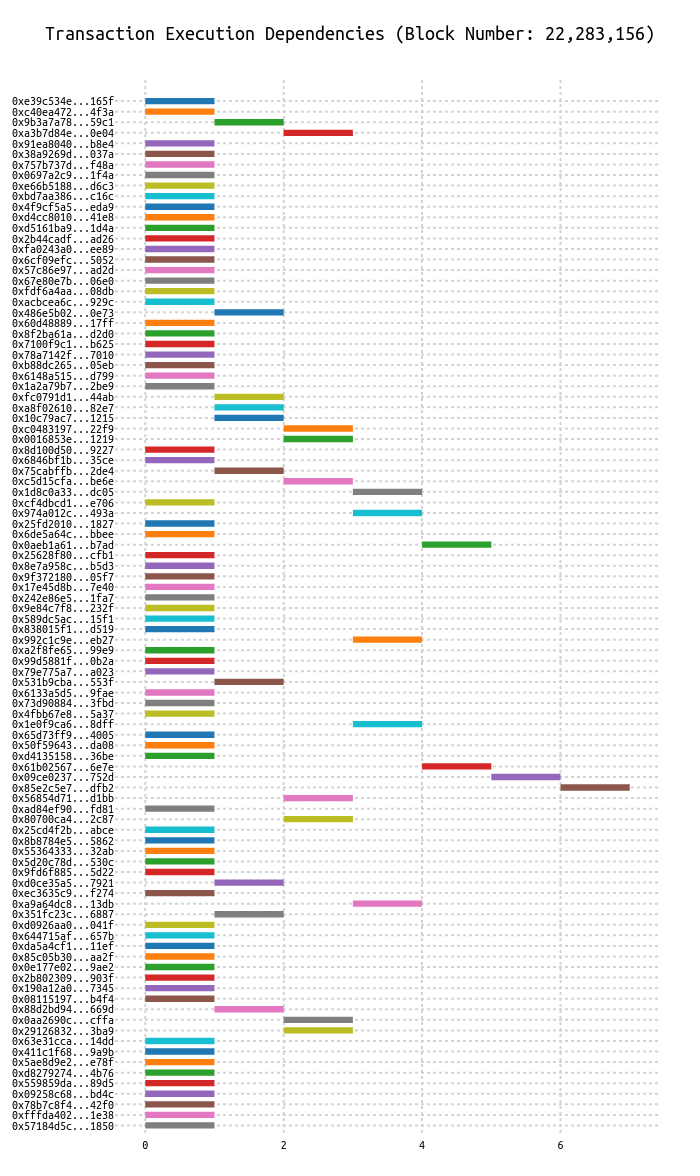 Transaction Execution Dependencies (Block Number: 22,283,156)
0xe39c534e...165f
0xc40ea472...4f3a
0x9b3a7a78...59c1
0xa3b7d84e...0e04
0x91ea8040...b8e4
0x38a9269d...037a
0x757b737d...f48a
0x0697a2c9...1f4a
0xe66b5188...d6c3
0xbd7aa386...c16c
0x4f9cf5a5...eda9
0xd4cc8010...41e8
0xd5161ba9...1d4a
0x2b44cadf...ad26
0xfa0243a0...ee89
0x6cf09efc...5052
0x57c86e97...ad2d
0x67e80e7b...06e0
0xfdf6a4aa...08db
0xacbcea6c...929c
0x486e5b02...0e73
0x60d48889...17ff
0x8f2ba61a...d2d0
0x7100f9c1...b625
0x78a7142f...7010
0xb88dc265...05eb
0x6148a515...d799
0x1a2a79b7...2be9
0xfc0791d1...44ab
0xa8f02610...82e7
0x10c79ac7...1215
0xc0483197...22f9
0x0016853e...1219
0x8d100d50...9227
0x6846bf1b...35ce
0x75cabffb...2de4
0xc5d15cfa...be6e
0x1d8c0a33...dc05
0xcf4dbcd1...e706
0x974a012c...493a
0x25fd2010...1827
0x6de5a64c...bbee
0x0aeb1a61...b7ad
0x25628f80...cfb1
0x8e7a958c...b5d3
0x9f372180...05f7
0x17e45d8b...7e40
0x242e86e5...1fa7
0x9e84c7f8...232f
0x589dc5ac...15f1
0x838015f1...d519
0x992c1c9e...eb27
0xa2f8fe65...99e9
0x99d5881f...0b2a
0x79e775a7...a023
0x531b9cba...553f
0x6133a5d5...9fae
0x73d90884...3fbd
0x4fbb67e8...5a37
0x1e0f9ca6...8dff
0x65d73ff9...4005
0x50f59643...da08
0xd4135158...36be
0x61b02567...6e7e
0x09ce0237...752d
0x85e2c5e7...dfb2
0x56854d71...d1bb
0xad84ef90...fd81
0x80700ca4...2c87
0x25cd4f2b...abce
0x8b8784e5...5862
0x55364333...32ab
0x5d20c78d...530c
0x9fd6f885...5d22
0xd0ce35a5...7921
0xec3635c9...f274
0xa9a64dc8...13db
0x351fc23c...6887
0xd0926aa0...041f
0x644715af...657b
0xda5a4cf1...11ef
0x85c05b30...aa2f
0x0e177e02...9ae2
0x2b802309...903f
0x190a12a0...7345
0x08115197...b4f4
0x88d2bd94...669d
0x0aa2690c...cffa
0x29126832...3ba9
0x63e31cca...14dd
0x411c1f68...9a9b
0x5ae8d9e2...e78f
0xd8279274...4b76
0x559859da...89d5
0x09258c68...bd4c
0x78b7c8f4...42f0
0xfffda402...1e38
0x57184d5c...1850
0 2 4 6